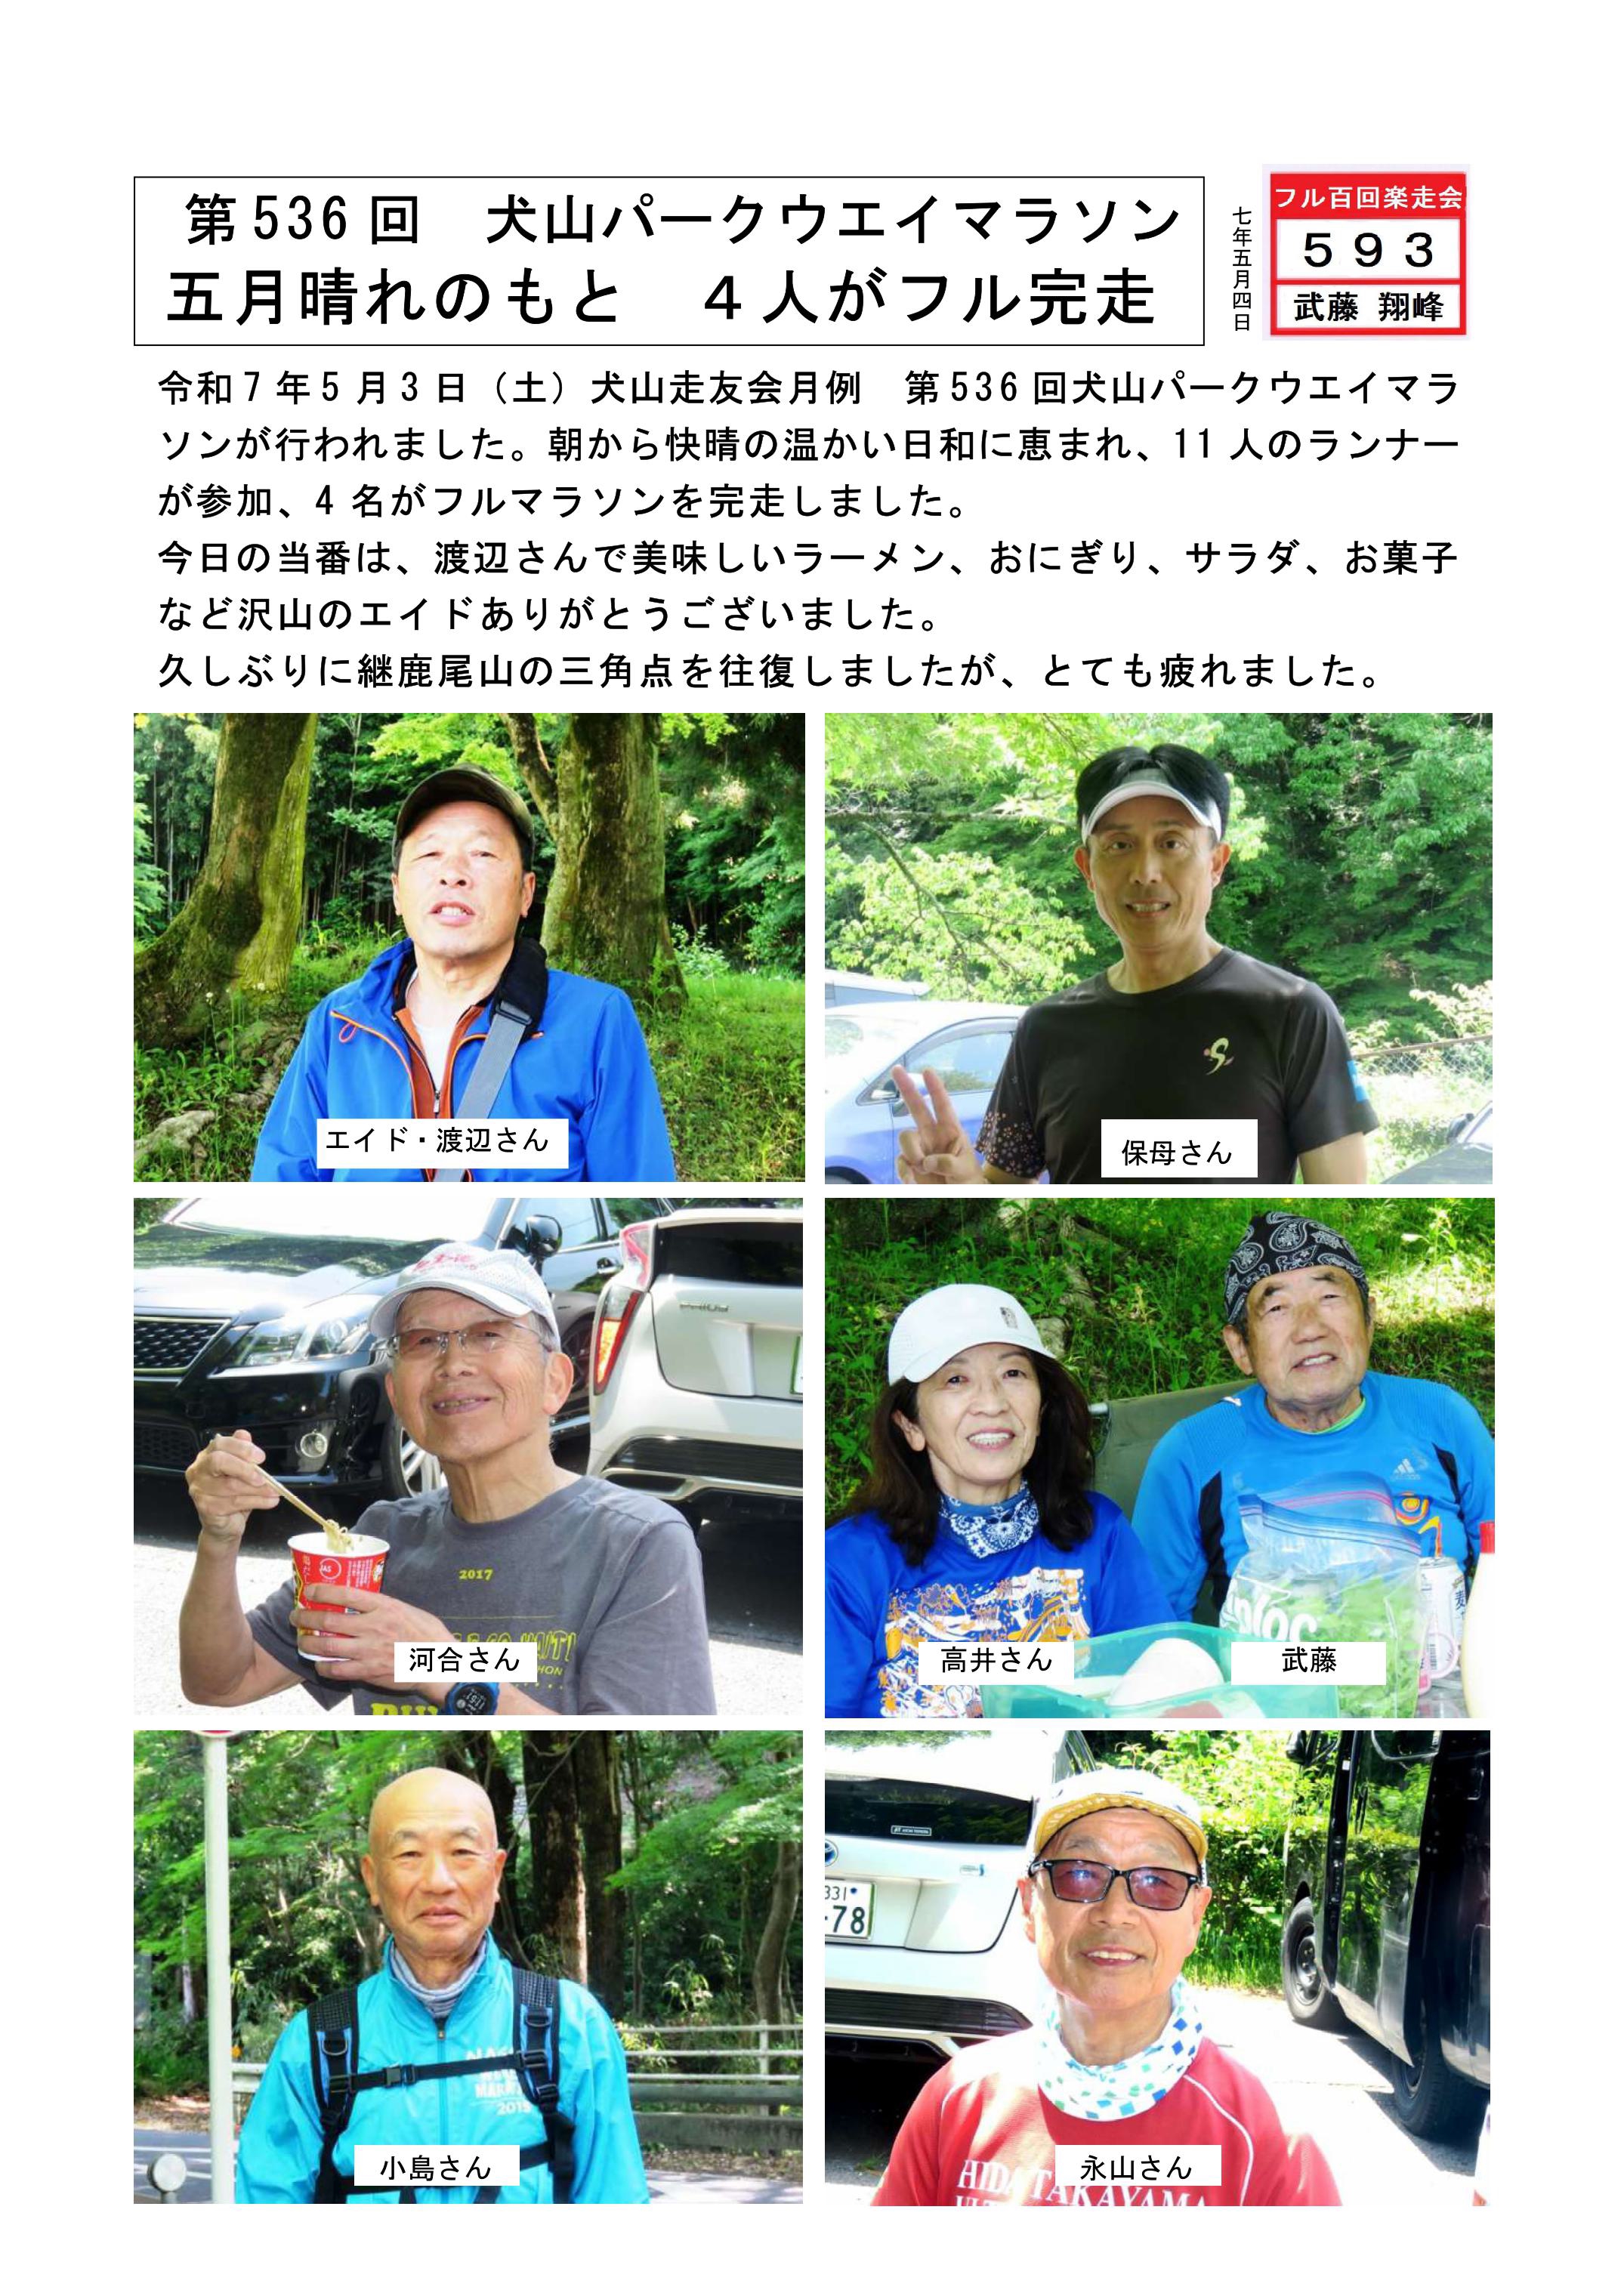 第536回　犬山パークウエイマラソン
五月晴れのもと　４人がフル完走
七年五月四日
フル百回楽走会
５９３
武藤 翔峰
令和7年5月3日（土）犬山走友会月例　第536回犬山パークウエイマラ
ソンが行われました。朝から快晴の温かい日和に恵まれ、11人のランナー
が参加、4名がフルマラソンを完走しました。
今日の当番は、渡辺さんで美味しいラーメン、おにぎり、サラダ、お菓子
など沢山のエイドありがとうございました。
久しぶりに継鹿尾山の三角点を往復しましたが、とても疲れました。
エイド・渡辺さん
保母さん
PRIUS
JAS
2017
河合さん
adidas
高井さん
武藤
2015
小島さん
331
-78
永山さん
HIDA TAKAYAMA